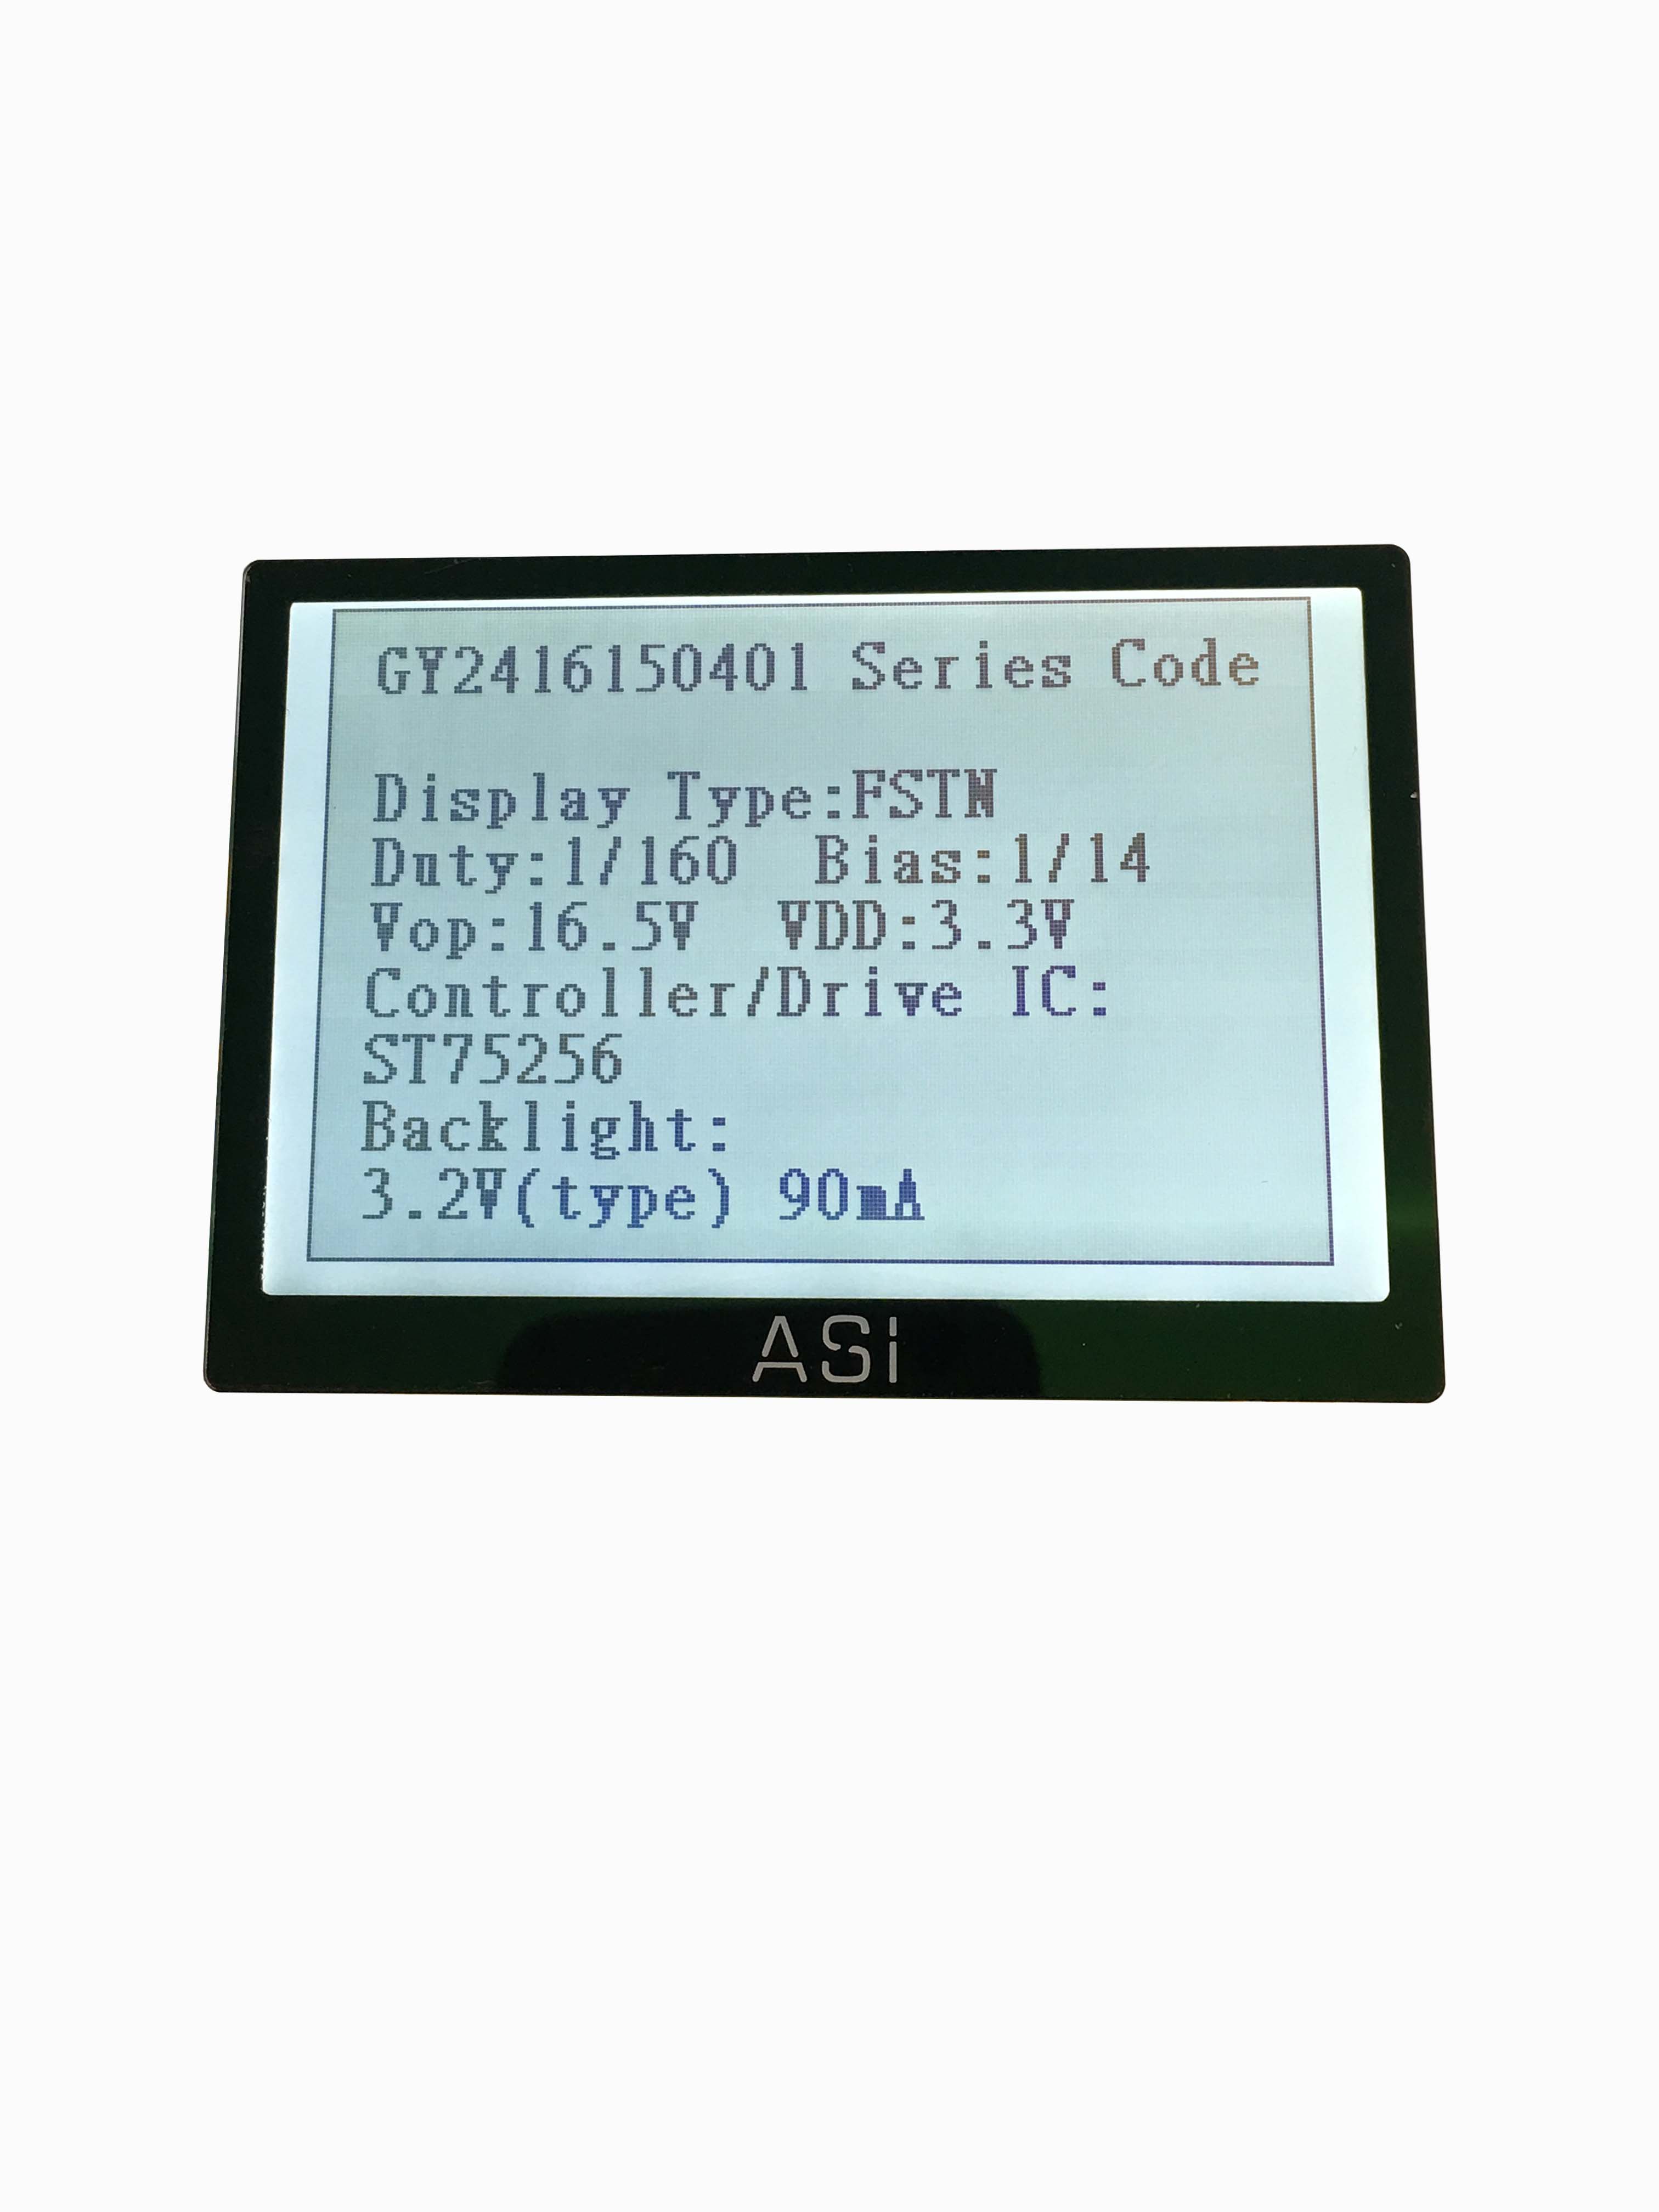 GY2416150401 Series Code
Display Type:FSTN
Duty:1/160 Bias:1/14
Vop:16.5V VDD:3.3V
Controller/Drive IC:
ST75256
Backlight:
3.2V(type) 90mA
ASi